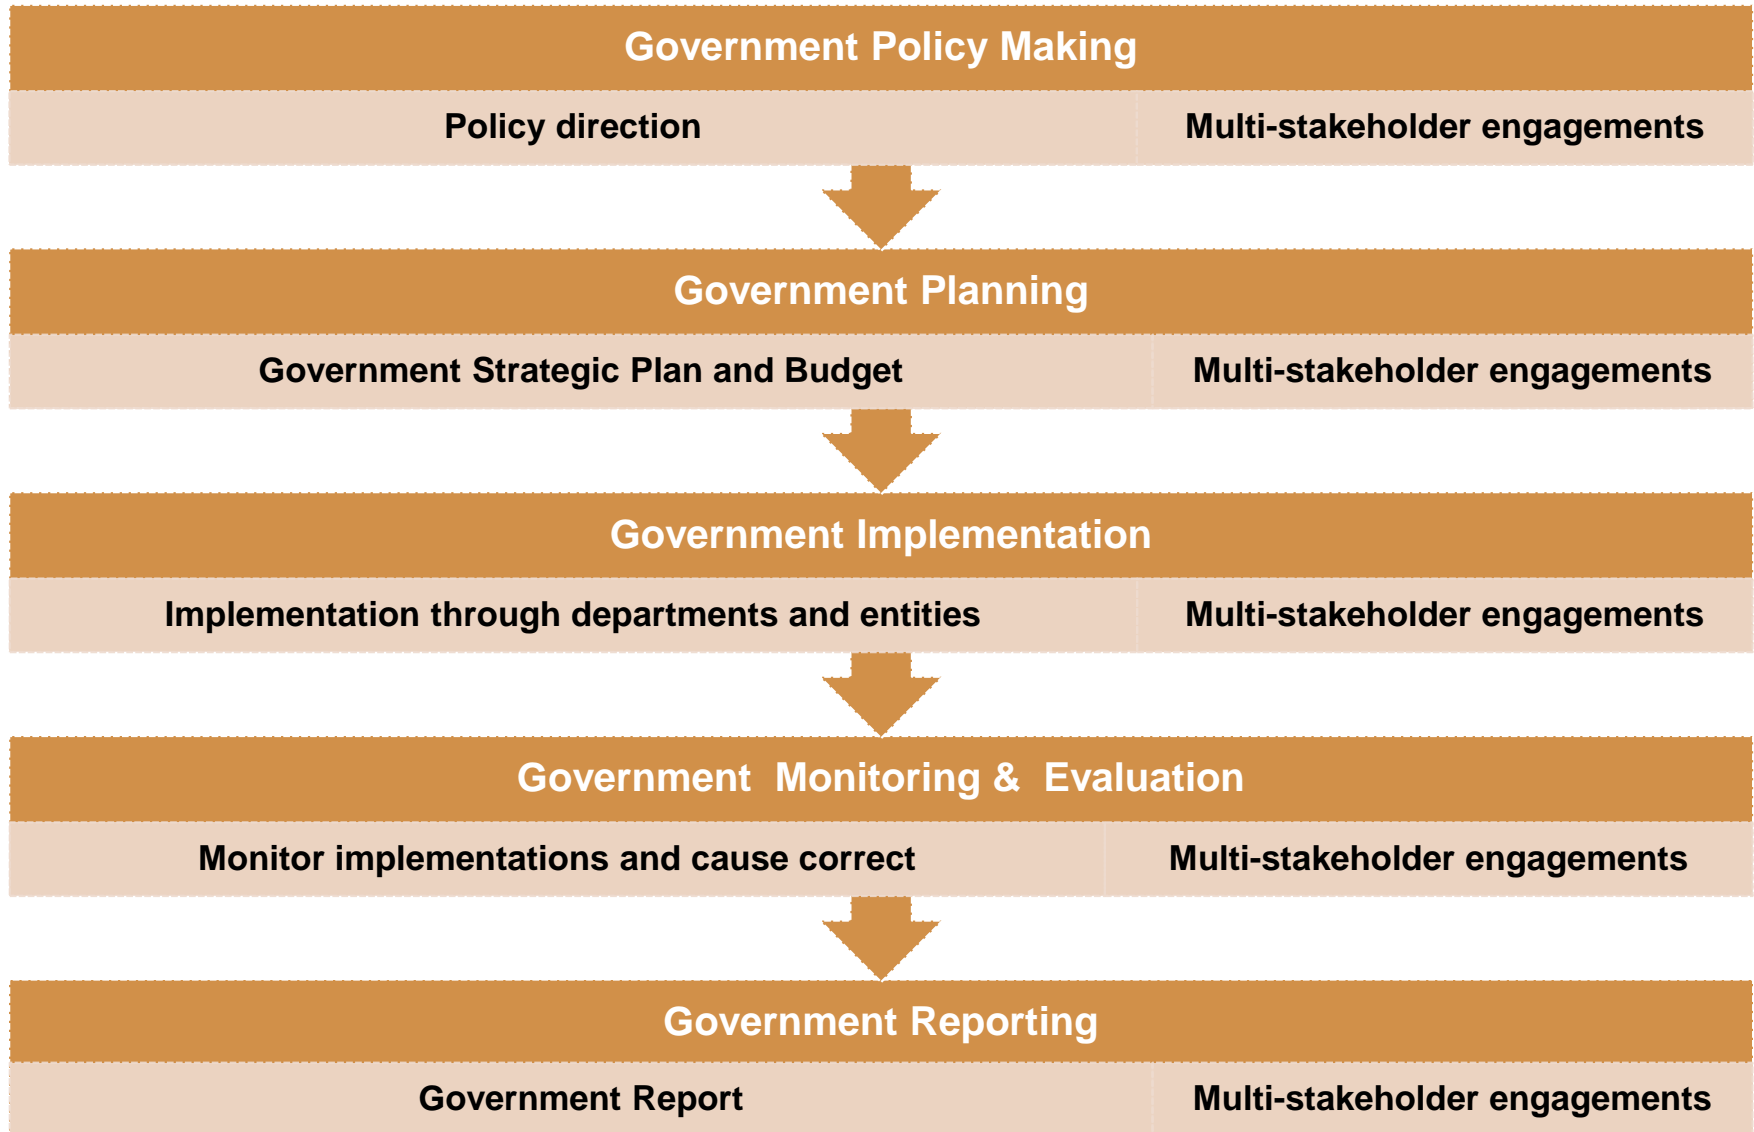 Government Policy Making
Policy direction
Multi-stakeholder engagements
Government Planning
Government Strategic Plan and Budget
Multi-stakeholder engagements
Government Implementation
Implementation through departments and entities
Multi-stakeholder engagements
Government  Monitoring &  Evaluation
Monitor implementations and cause correct
Multi-stakeholder engagements
Government Reporting
Government Report
Multi-stakeholder engagements